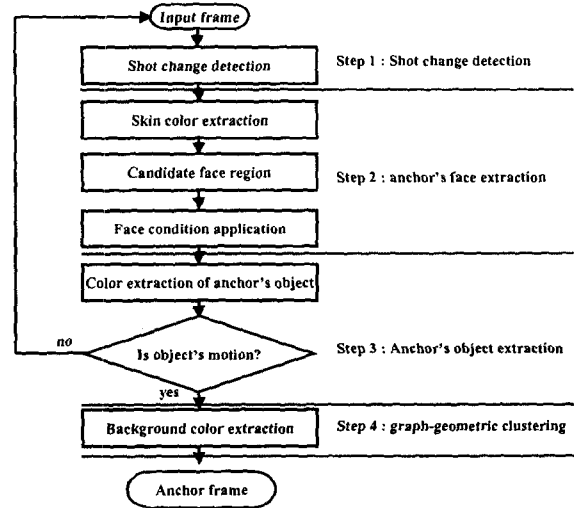 Input frame
Shot change detection
Step 1 : Shot change detection
Skin color extraction
Candidate face region
Step 2 : anchor's face extraction
Face condition application
Color extraction of anchor's object
no
Is object's motion?
Step 3 : Anchor's object extraction
yes
Background color extraction
Step 4 : graph-geometric clustering
Anchor frame